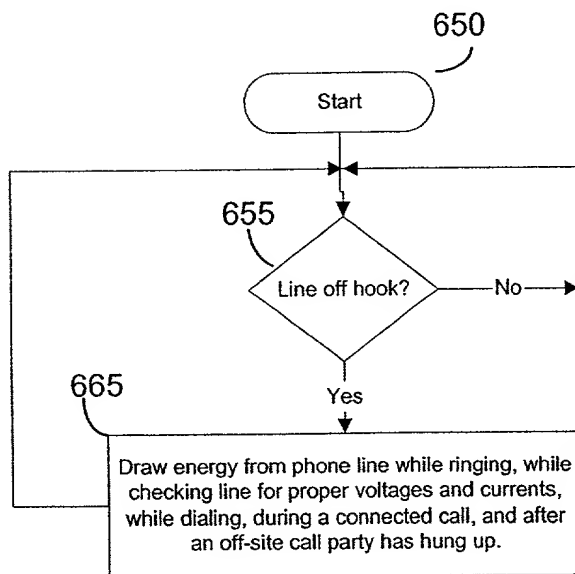 650
Start
655
Line off hook?
No
Yes
665
Draw energy from phone line while ringing, while
checking line for proper voltages and currents,
while dialing, during a connected call, and after
an off-site call party has hung up.